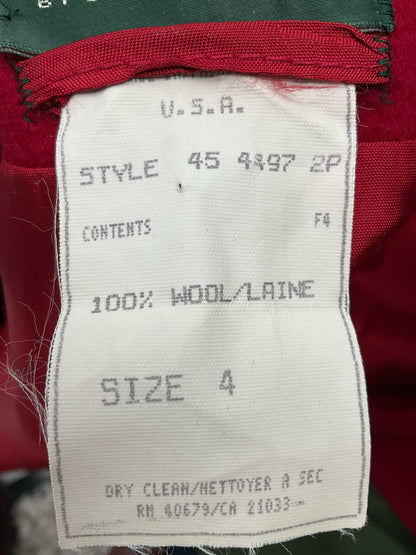 U.S.A.
STYLE 45 4497 2P
CONTENTS F4
100% WOOL/LAINE
SIZE 4
DRY CLEAN/NETTOYER A SEC
RN 40679/CA 21033